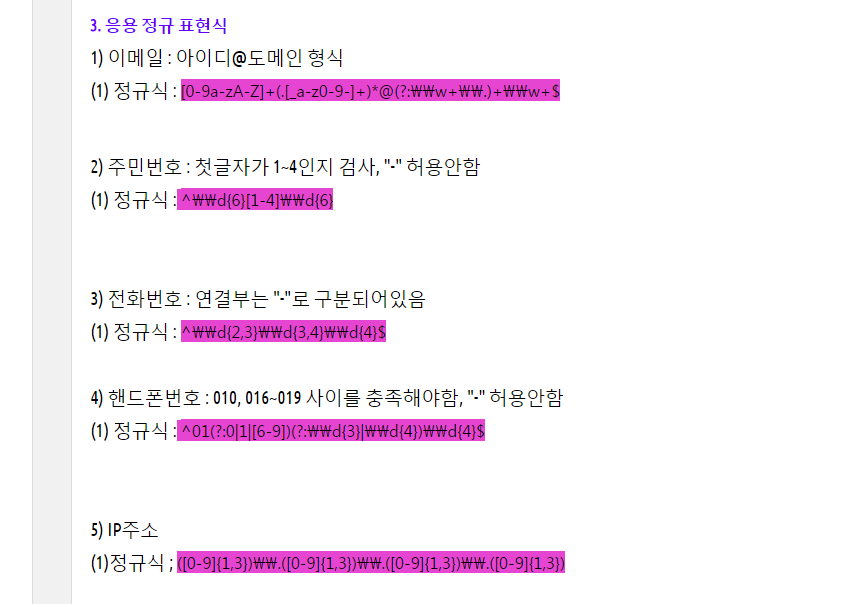 3. 응용 정규 표현식
1) 이메일 : 아이디@도메인 형식
(1) 정규식 : [0-9a-zA-Z]+(.[_a-z0-9-]+)*@(?:₩₩w+₩₩.)+₩₩w+$
2) 주민번호 : 첫글자가 1~4인지 검사, "-" 허용안함
(1) 정규식 : ^₩₩d{6}[1-4]₩₩d{6}
3) 전화번호 : 연결부는 "-"로 구분되어있음
(1) 정규식 : ^₩₩d{2,3}₩₩d{3,4}₩₩d{4}$
4) 핸드폰번호 : 010, 016~019 사이를 충족해야함, "-" 허용안함
(1) 정규식 : ^01(?:0|1|[6-9])(?:₩₩d{3}|₩₩d{4})₩₩d{4}$
5) IP주소
(1)정규식 ; ([0-9]{1,3})₩₩.([0-9]{1,3})₩₩.([0-9]{1,3})₩₩.([0-9]{1,3})